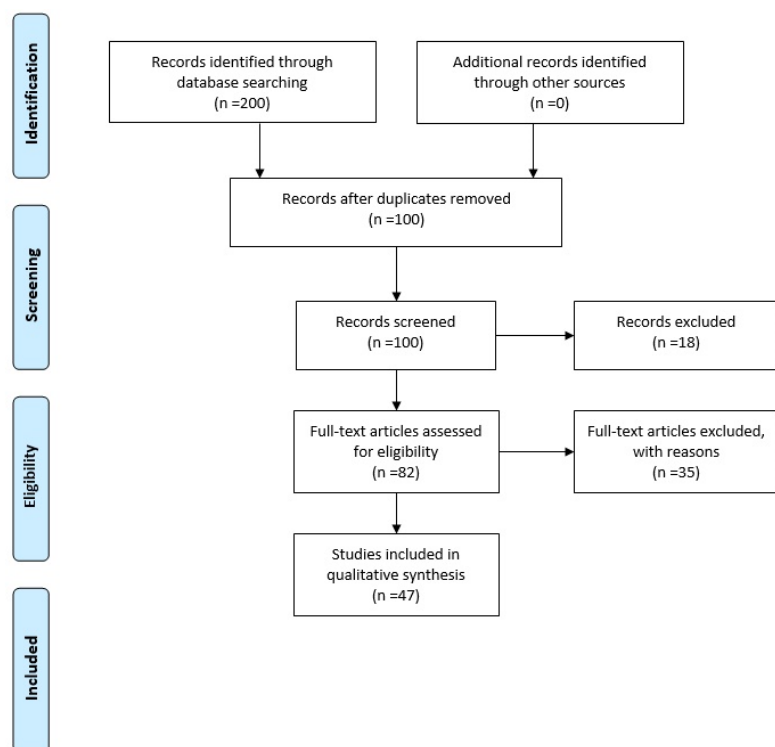 Identification
Records identified through
database searching
(n =200)
Additional records identified
through other sources
(n =0)
Records after duplicates removed
(n =100)
Screening
Records screened
(n =100)
Records excluded
(n =18)
Eligibility
Full-text articles assessed
for eligibility
(n =82)
Full-text articles excluded,
with reasons
(n =35)
Studies included in
qualitative synthesis
(n =47)
Included